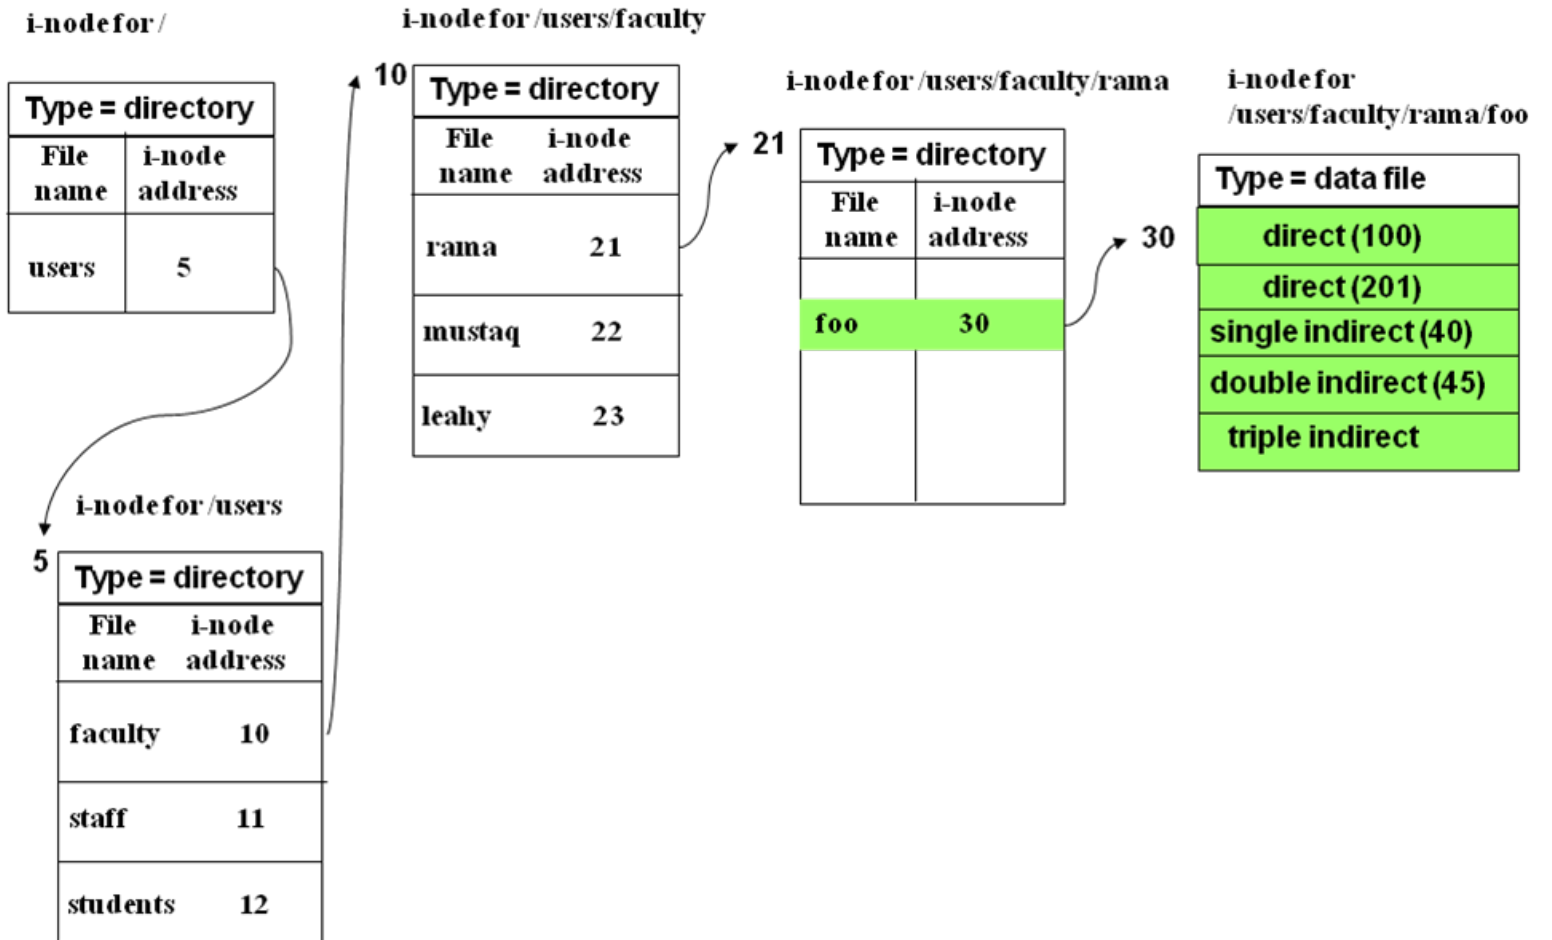 i-node for /
Type = directory
File i-node
name address
users 5
i-node for /users
5
Type = directory
File i-node
name address
faculty 10
staff 11
students 12
i-node for /users/faculty
10
Type = directory
File i-node
name address
rama 21
mustaq 22
leahy 23
i-node for /users/faculty/rama
21
Type = directory
File i-node
name address
foo 30
i-node for
/users/faculty/rama/foo
30
Type = data file
direct (100)
direct (201)
single indirect (40)
double indirect (45)
triple indirect